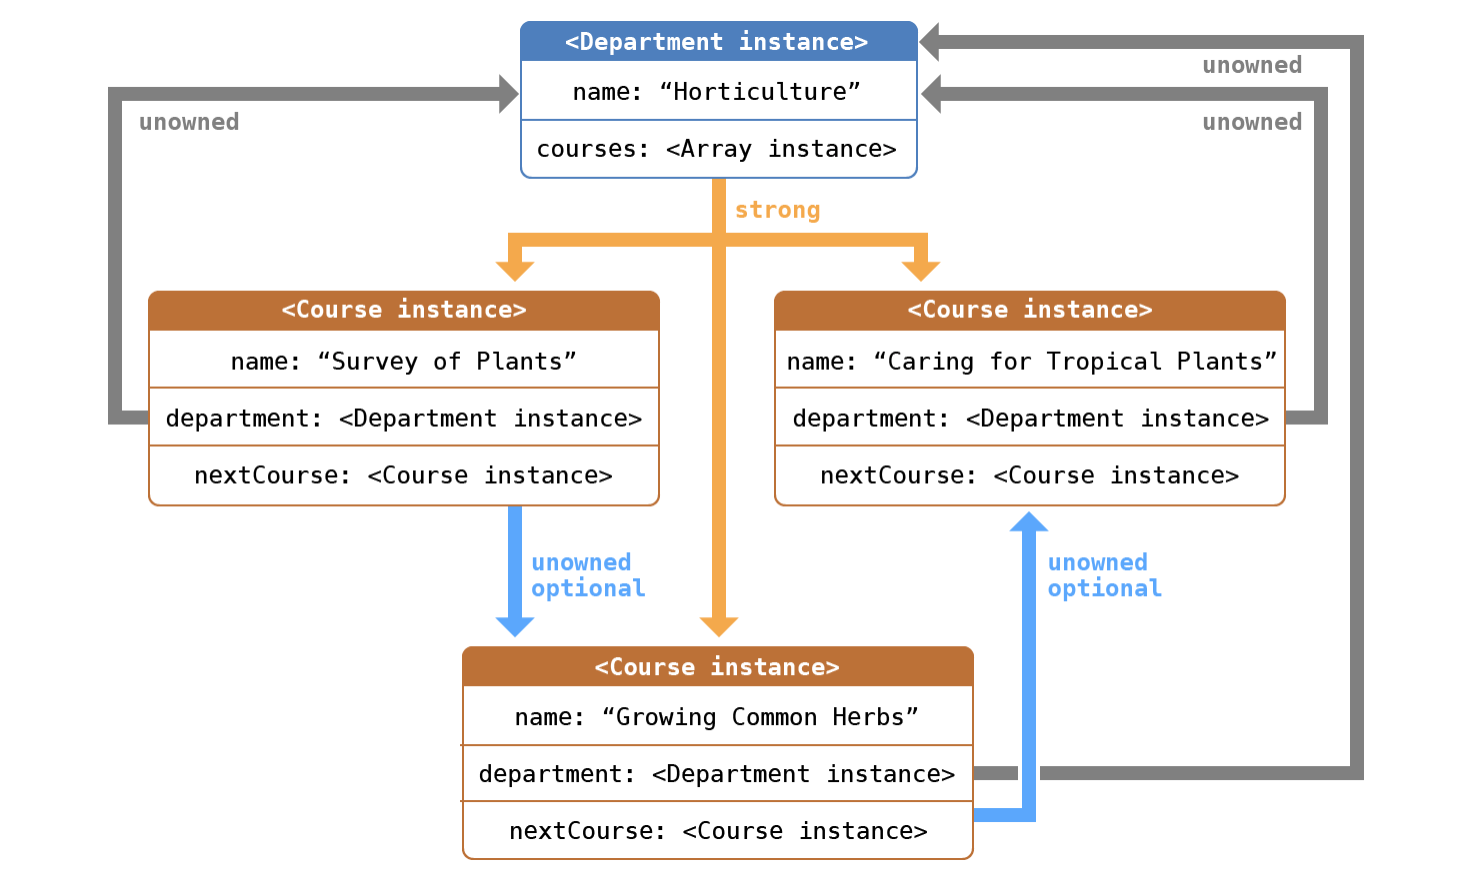 <Department instance>
name: “Horticulture”
courses: <Array instance>
unowned
unowned
unowned
strong
<Course instance>
name: “Survey of Plants”
department: <Department instance>
nextCourse: <Course instance>
<Course instance>
name: “Caring for Tropical Plants”
department: <Department instance>
nextCourse: <Course instance>
unowned
optional
unowned
optional
<Course instance>
name: “Growing Common Herbs”
department: <Department instance>
nextCourse: <Course instance>